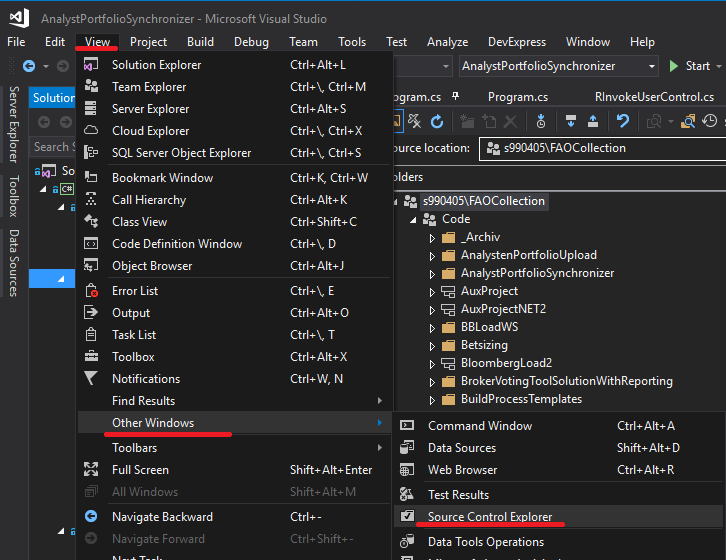 AnalystPortfolioSynchronizer - Microsoft Visual Studio
File Edit View Project Build Debug Team Tools Test Analyze DevExpress Window Help
AnalystPortfolioSynchronizer Start
Server Explorer
Toolbox
Data Sources
Solution
Search S
So
C#
Solution Explorer Ctrl+Alt+L
Team Explorer Ctrl+\, Ctrl+M
Server Explorer Ctrl+Alt+S
Cloud Explorer Ctrl+\, Ctrl+X
SQL Server Object Explorer Ctrl+\, Ctrl+S
Bookmark Window Ctrl+K, Ctrl+W
Call Hierarchy Ctrl+Alt+K
Class View Ctrl+Shift+C
Code Definition Window Ctrl+\, D
Object Browser Ctrl+Alt+J
Error List Ctrl+\, E
Output Ctrl+Alt+O
Task List Ctrl+\, T
Toolbox Ctrl+Alt+X
Notifications Ctrl+W, N
Find Results
Other Windows
Toolbars
Full Screen Shift+Alt+Enter
All Windows Shift+Alt+M
Navigate Backward Ctrl+-
Navigate Forward Ctrl+Shift+-
Next Task
ogram.cs Program.cs RInvokeUserControl.cs
ource location: s990405\FAOCollection
olders
s990405\FAOCollection
Code
_Archiv
AnalystenPortfolioUpload
AnalystPortfolioSynchronizer
AuxProject
AuxProjectNET2
BBLoadWS
Betsizing
BloombergLoad2
BrokerVotingToolSolutionWithReporting
BuildProcessTemplates
Command Window Ctrl+Alt+A
Data Sources Shift+Alt+D
Web Browser Ctrl+Alt+R
Test Results
Source Control Explorer
Data Tools Operations